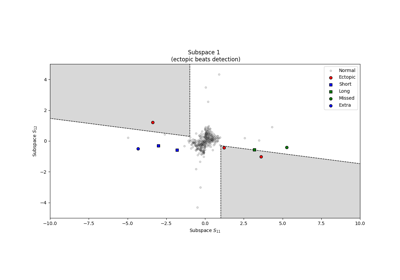 Subspace 1
(ectopic beats detection)
Normal
Ectopic
Short
Long
Missed
Extra
4
2
0
−2
−4
Subspace S12
−10.0 −7.5 −5.0 −2.5 0.0 2.5 5.0 7.5 10.0
Subspace S11